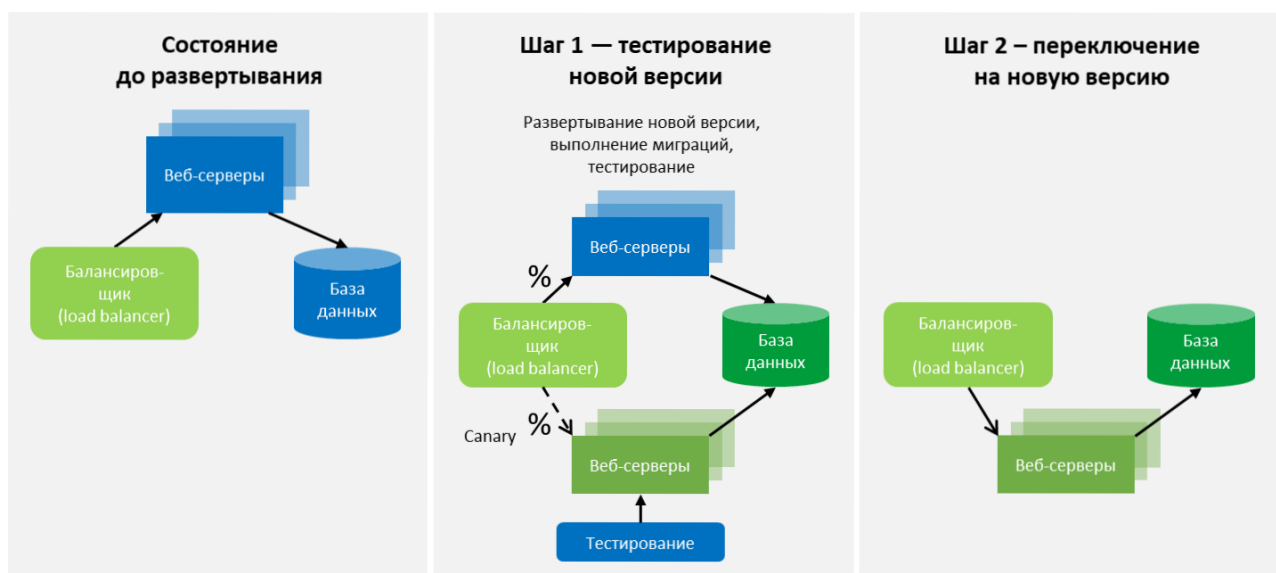 Состояние
до развертывания
Веб-серверы
Балансиров-
щик
(load balancer)
База
данных
Шаг 1 — тестирование
новой версии
Развертывание новой версии,
выполнение миграций,
тестирование
Веб-серверы
%
Балансиров-
щик
(load balancer)
База
данных
Canary %
Веб-серверы
Тестирование
Шаг 2 – переключение
на новую версию
Балансиров-
щик
(load balancer)
База
данных
Веб-серверы